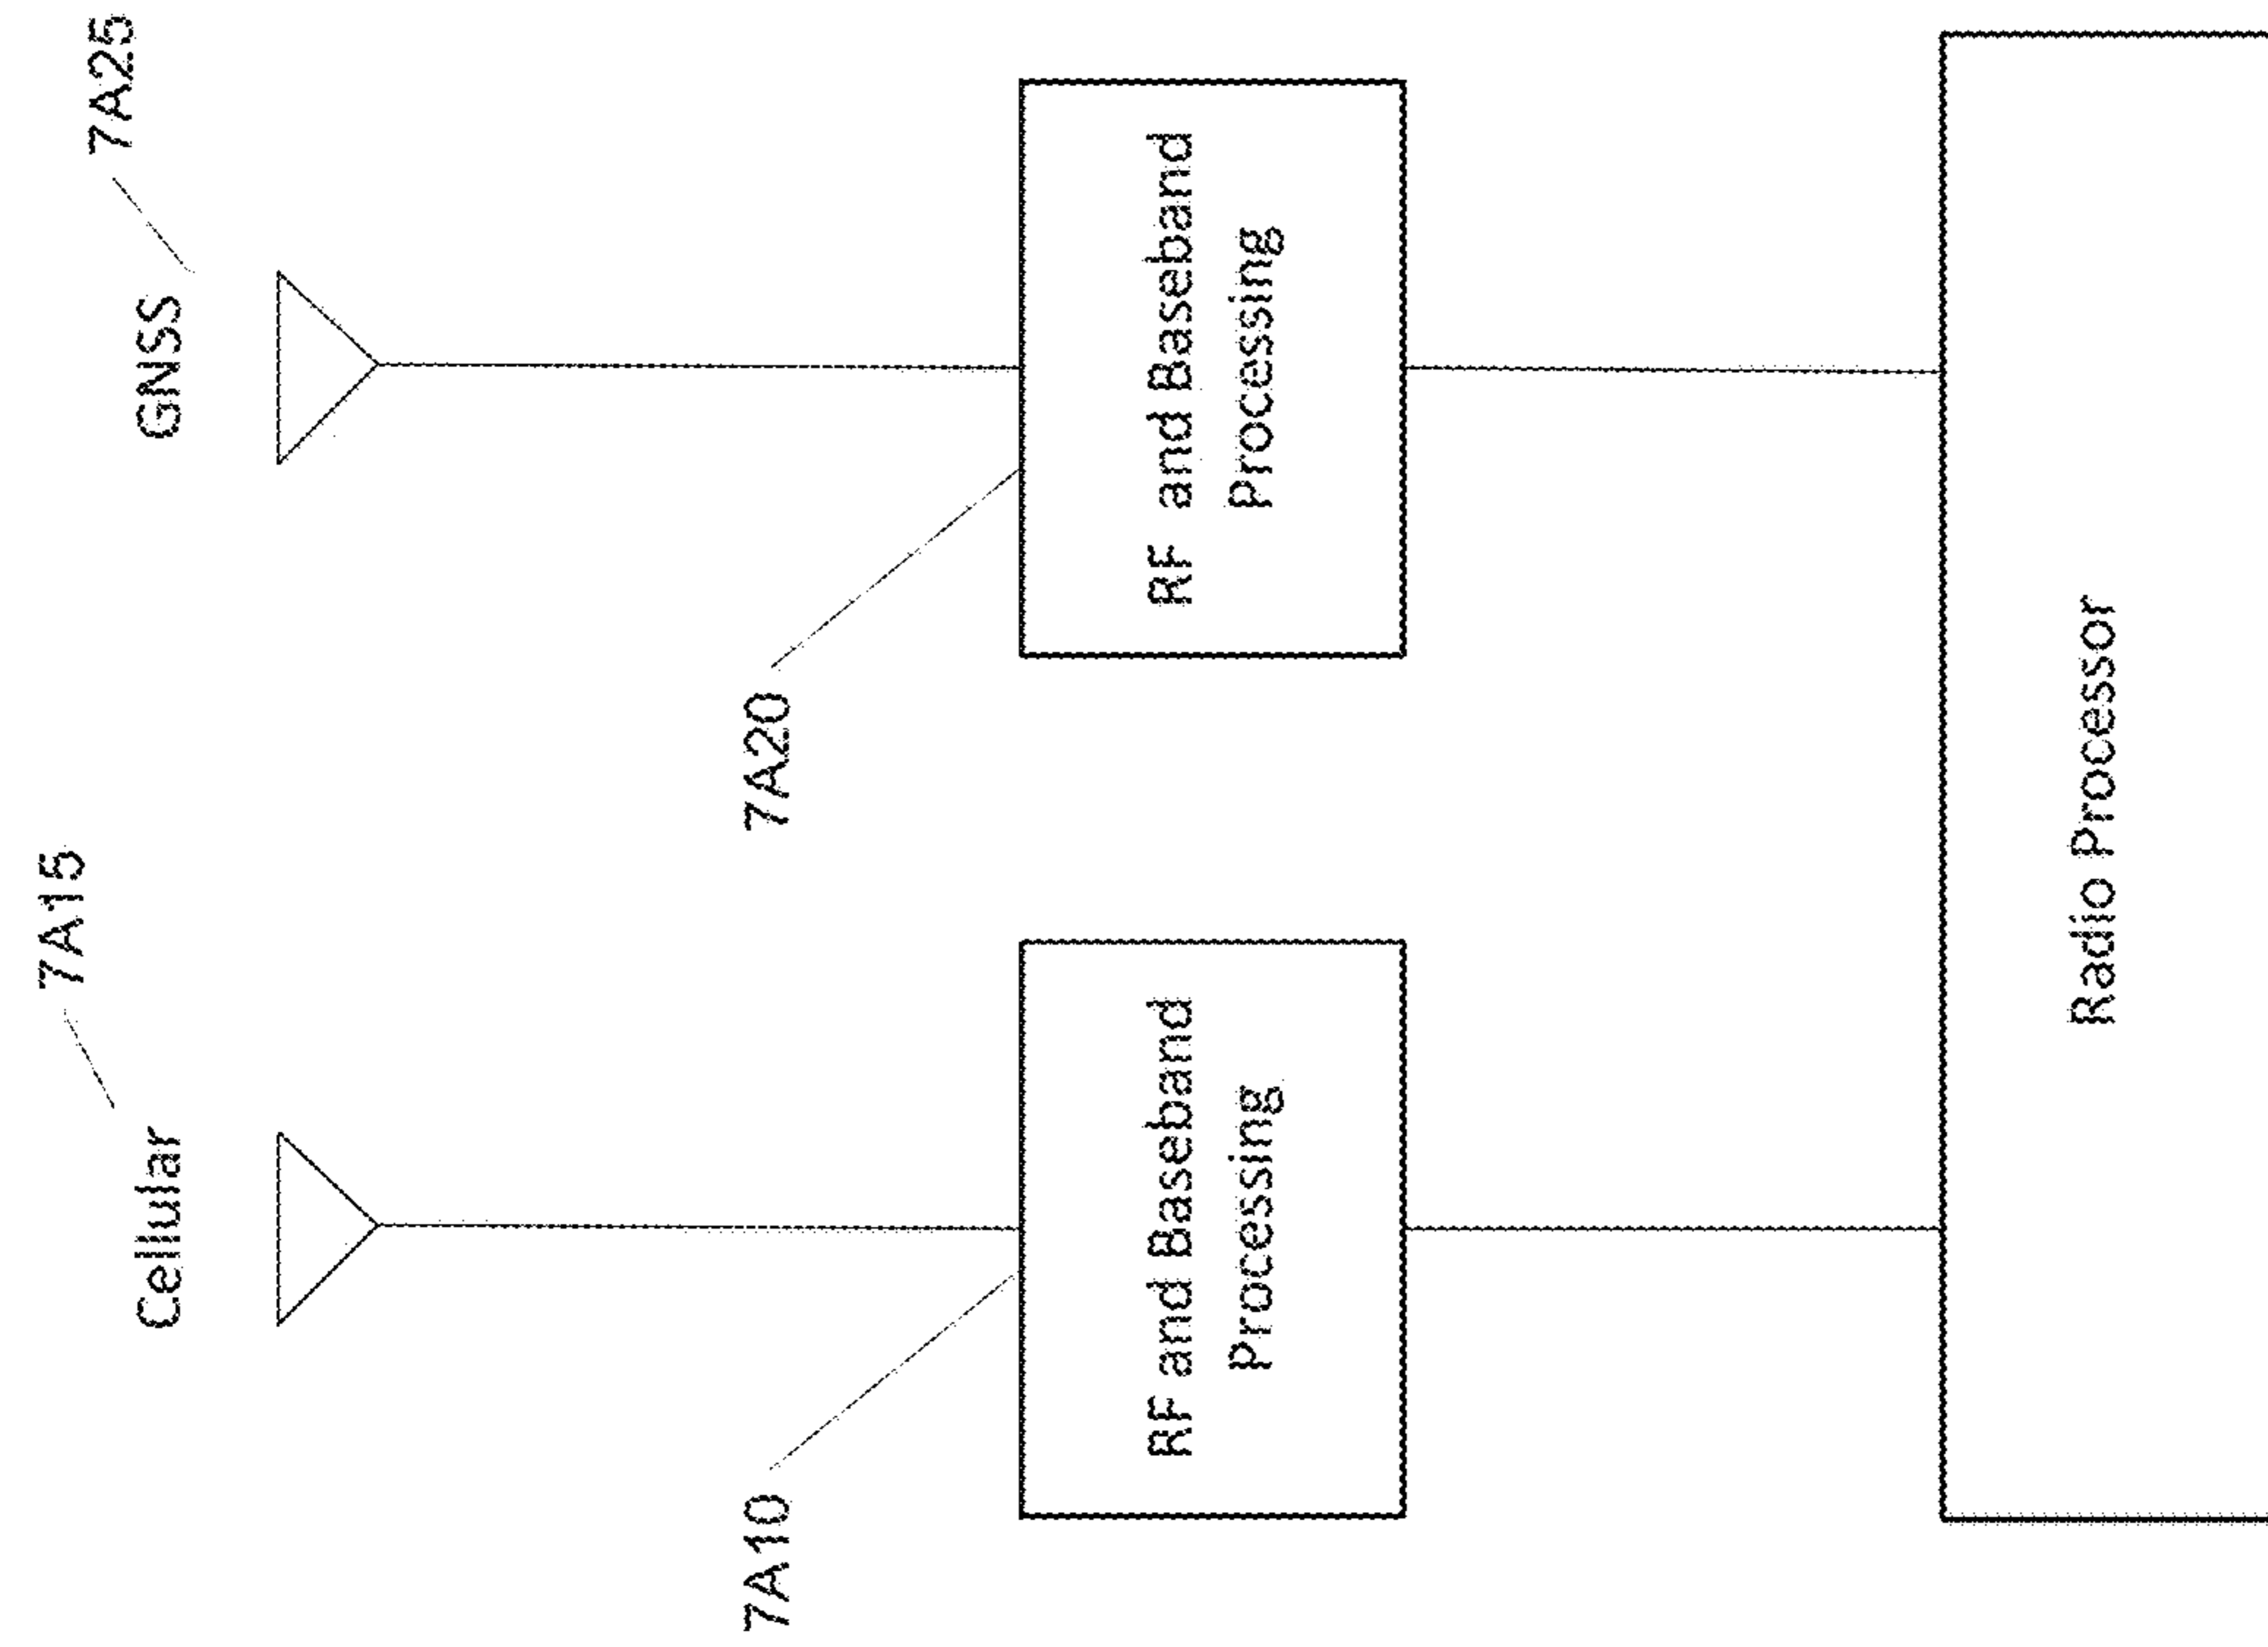 7A15
Cellular
7A25
GNSS
7A10
7A20
RF and Baseband
Processing
RF and Baseband
Processing
Radio Processor